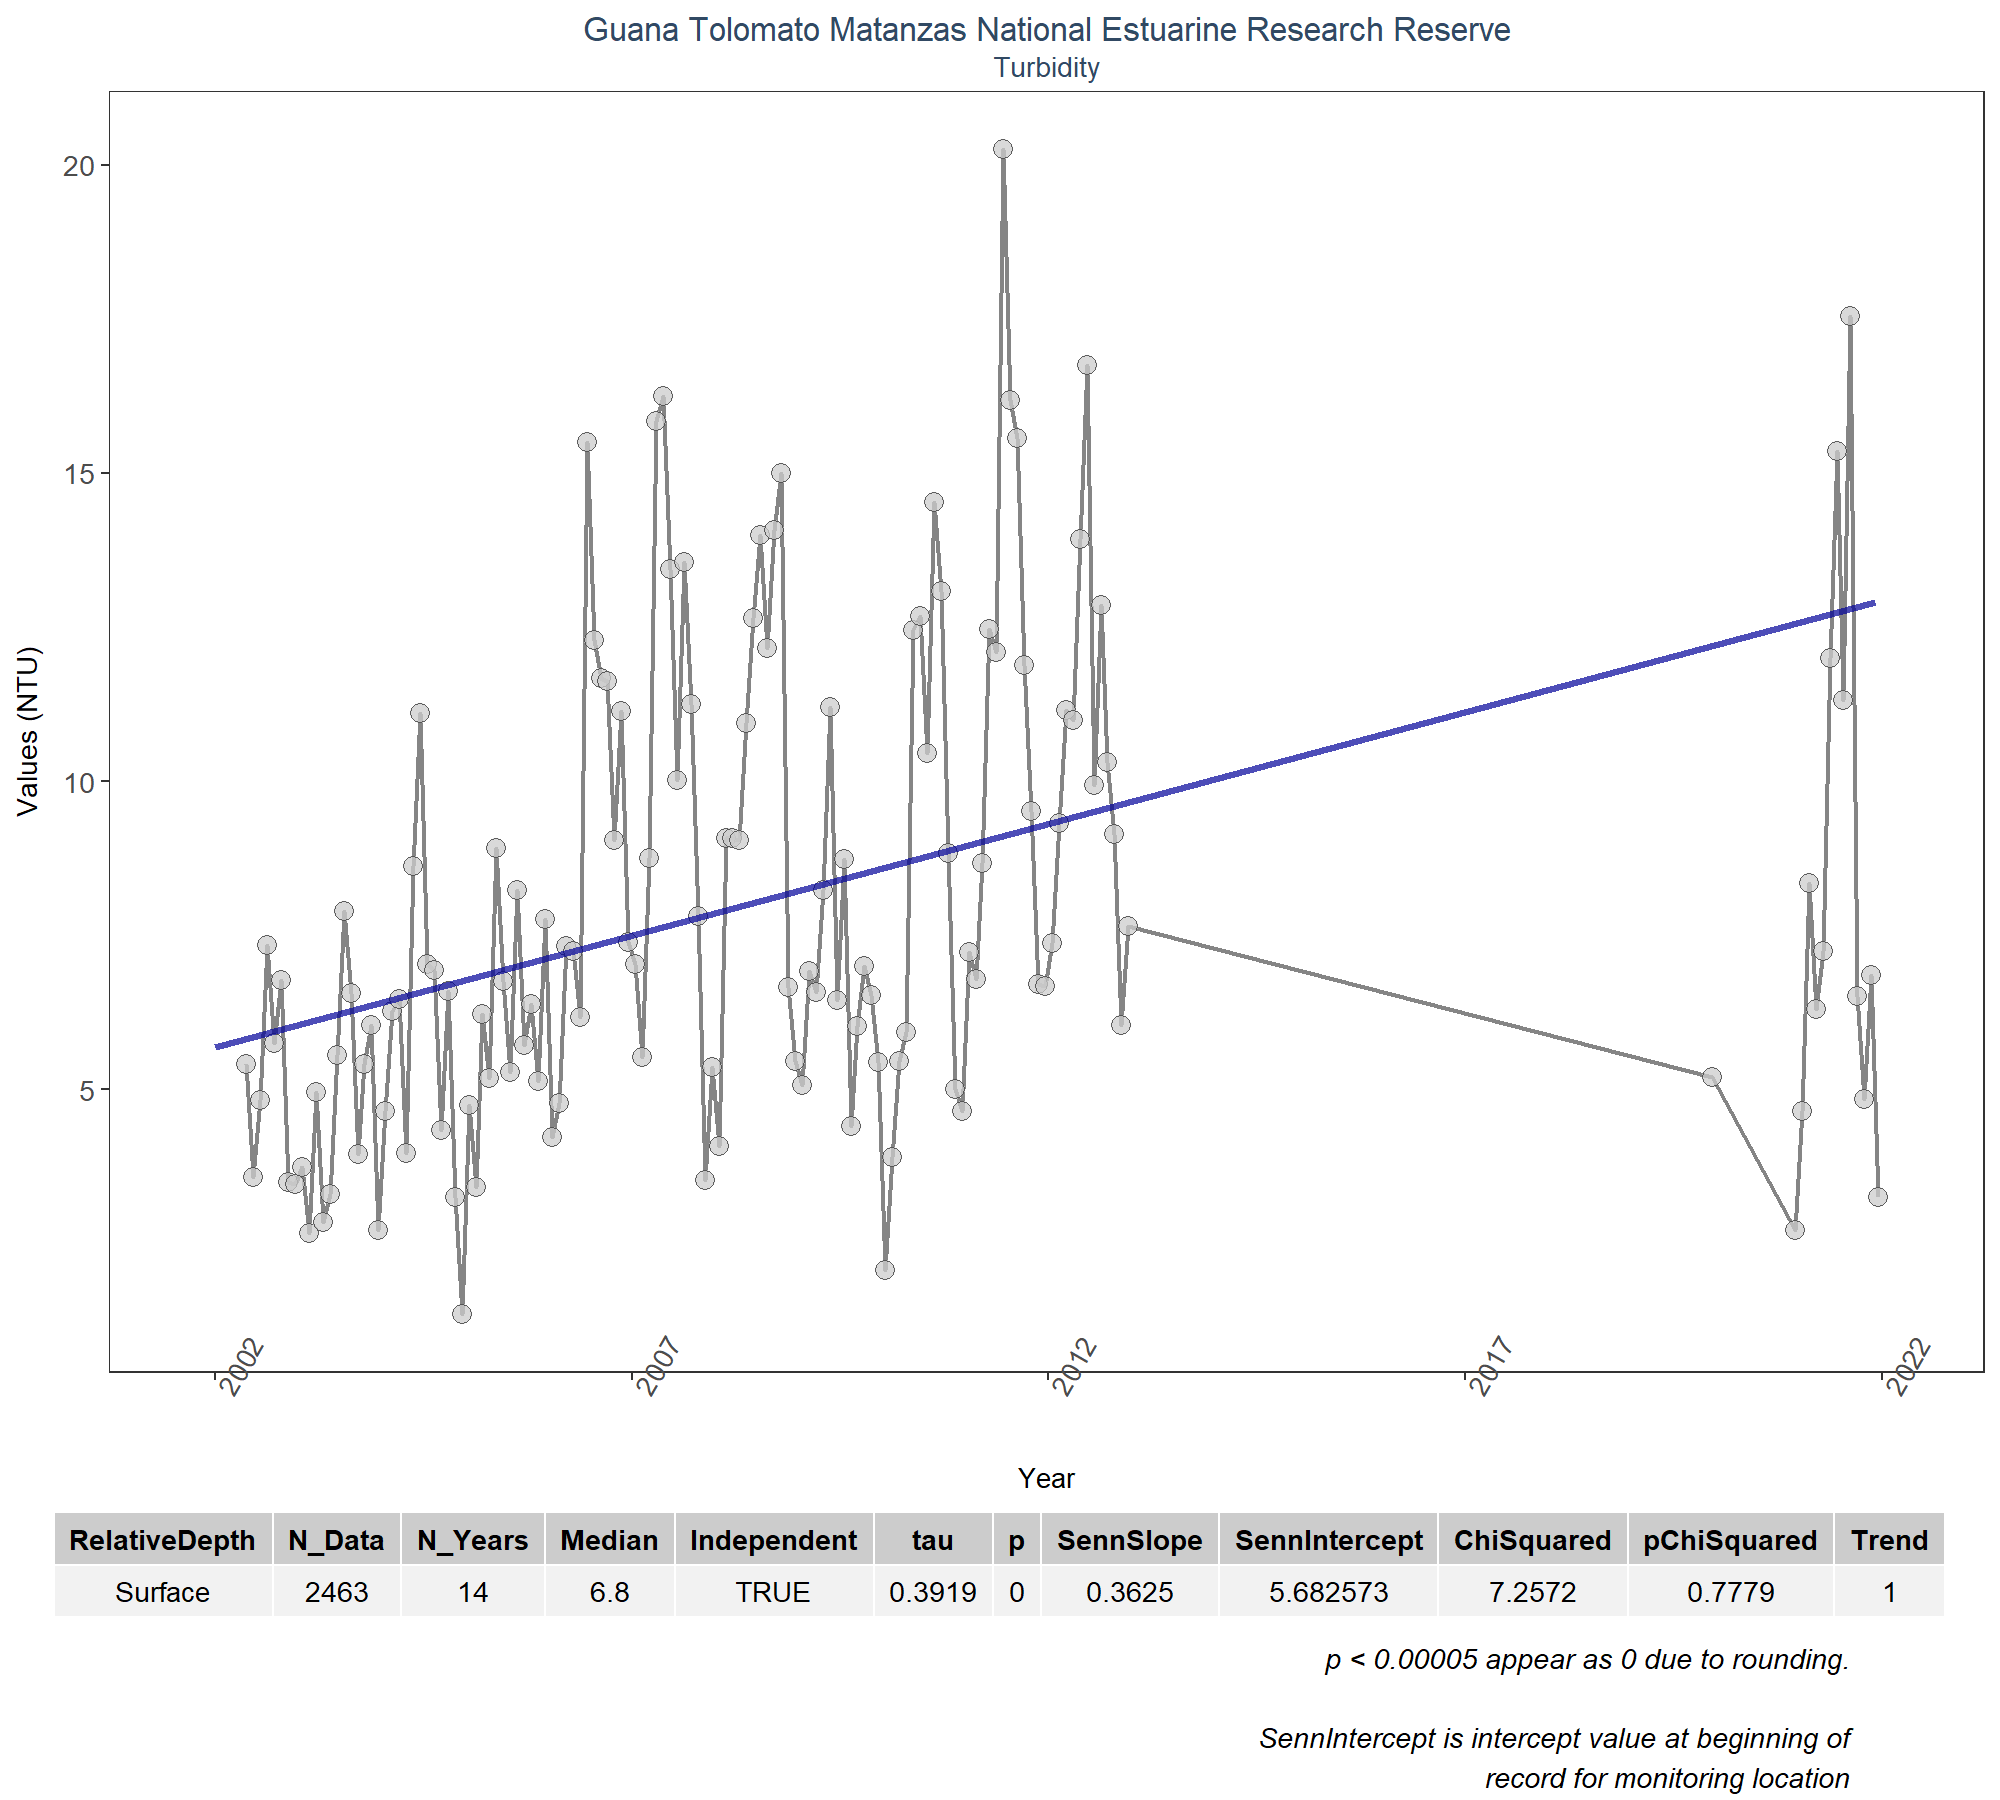 Guana Tolomato Matanzas National Estuarine Research Reserve
Turbidity
20
15
10
5
Values (NTU)
2002
2007
2012
2017
2022
Year
RelativeDepth N_Data N_Years Median Independent tau p SennSlope SennIntercept ChiSquared pChiSquared Trend
Surface 2463 14 6.8 TRUE 0.3919 0 0.3625 5.682573 7.2572 0.7779 1
p < 0.00005 appear as 0 due to rounding.
SennIntercept is intercept value at beginning of
record for monitoring location